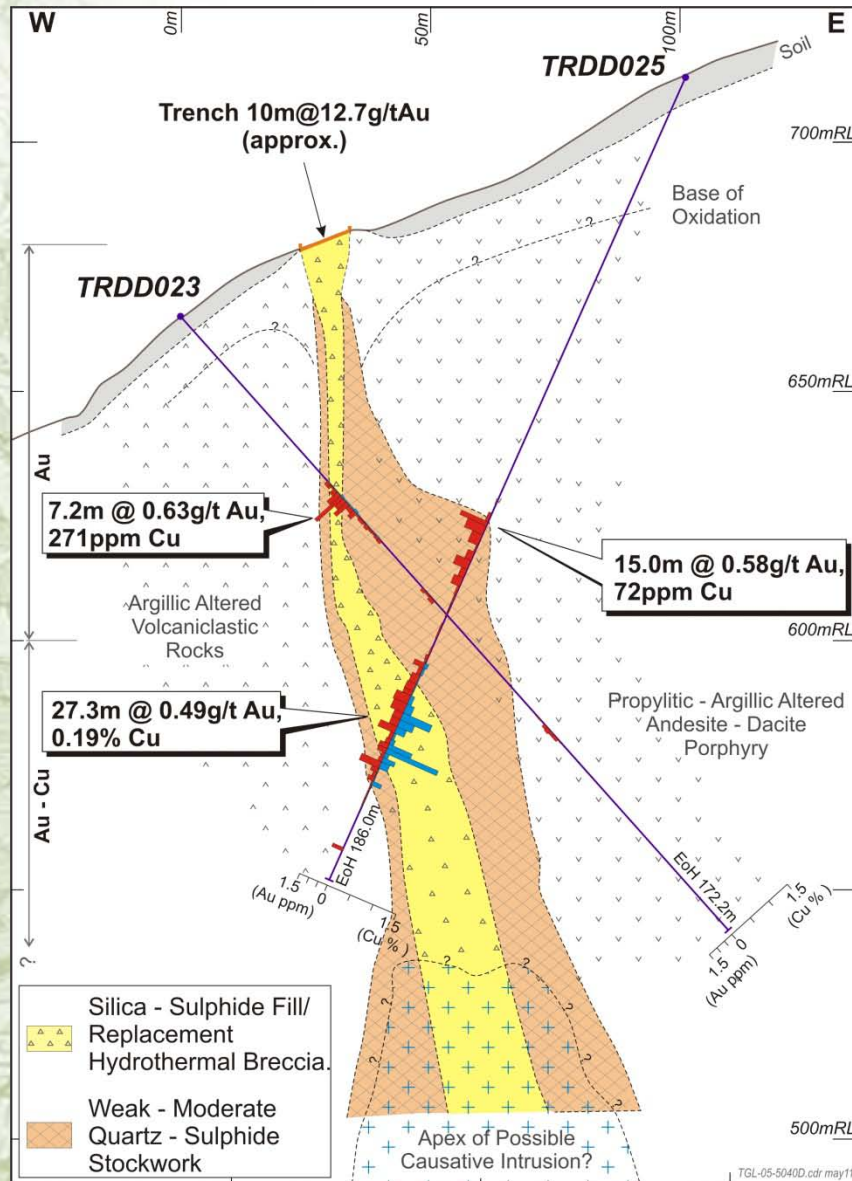 W
0m
50m
100m
E
Soil
TRDD025
Trench 10m@12.7g/tAu
(approx.)
700mRL
Base of
Oxidation
?
?
TRDD023
?
650mRL
Au
7.2m @ 0.63g/t Au,
271ppm Cu
15.0m @ 0.58g/t Au,
72ppm Cu
Argillic Altered
Volcaniclastic
Rocks
600mRL
27.3m @ 0.49g/t Au,
0.19% Cu
Propylitic - Argillic Altered
Andesite - Dacite
Porphyry
Au - Cu
EoH 186.0m
1.5
0
(Au ppm)
1.5
(Cu %)
EoH 172.2m
1.5
(Cu %)
0
1.5
(Au ppm)
?
?
?
?
?
?
Silica - Sulphide Fill/
Replacement
Hydrothermal Breccia.
Weak - Moderate
Quartz - Sulphide
Stockwork
500mRL
Apex of Possible
Causative Intrusion?
TGL-05-5040D.cdr may11